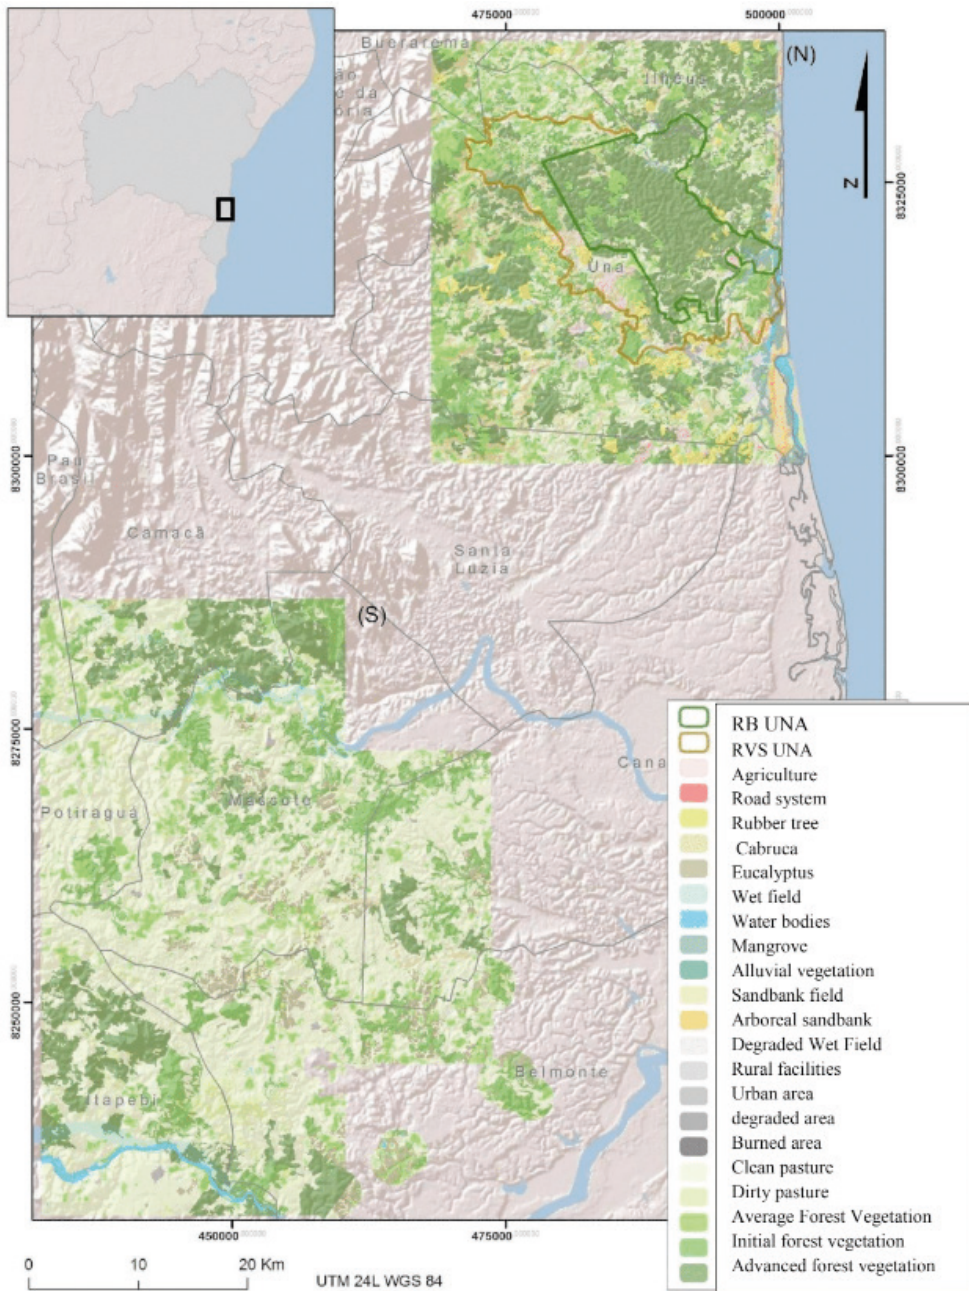 475000
500000
Buerarema
(N)
Ilhéus
ão
e da
oria
N
8325000
Una
8300000
8300000
Pau
Brasil
Camacã
Santa
Luzia
(S)
8275000
Cana
Mascote
Potiraguá
8250000
Belmonte
Itapebi
450000
475000
0 10 20 Km
UTM 24L WGS 84
RB UNA
RVS UNA
Agriculture
Road system
Rubber tree
Cabruca
Eucalyptus
Wet field
Water bodies
Mangrove
Alluvial vegetation
Sandbank field
Arboreal sandbank
Degraded Wet Field
Rural facilities
Urban area
degraded area
Burned area
Clean pasture
Dirty pasture
Average Forest Vegetation
Initial forest vegetation
Advanced forest vegetation